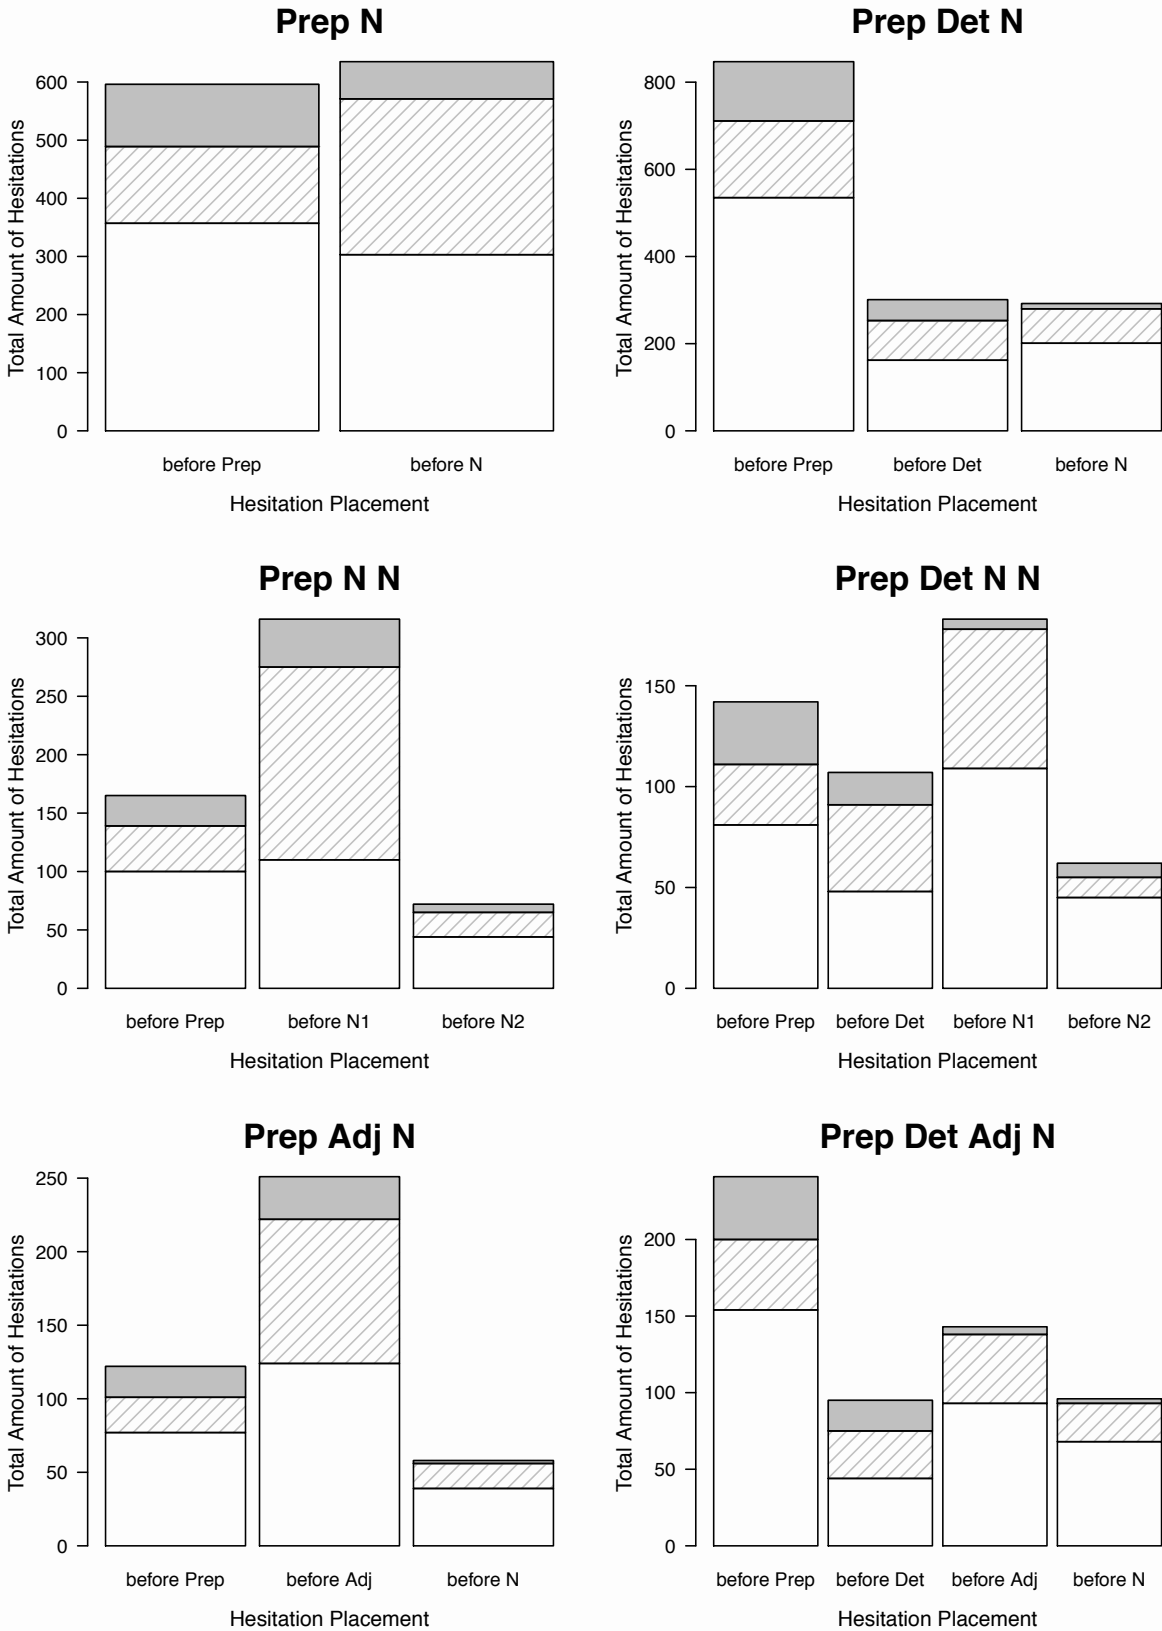 Prep N
Total Amount of Hesitations
600
500
400
300
200
100
0
before Prep before N
Hesitation Placement
Prep Det N
Total Amount of Hesitations
800
600
400
200
0
before Prep before Det before N
Hesitation Placement
Prep N N
Total Amount of Hesitations
300
250
200
150
100
50
0
before Prep before N1 before N2
Hesitation Placement
Prep Det N N
Total Amount of Hesitations
150
100
50
0
before Prep before Det before N1 before N2
Hesitation Placement
Prep Adj N
Total Amount of Hesitations
250
200
150
100
50
0
before Prep before Adj before N
Hesitation Placement
Prep Det Adj N
Total Amount of Hesitations
200
150
100
50
0
before Prep before Det before Adj before N
Hesitation Placement